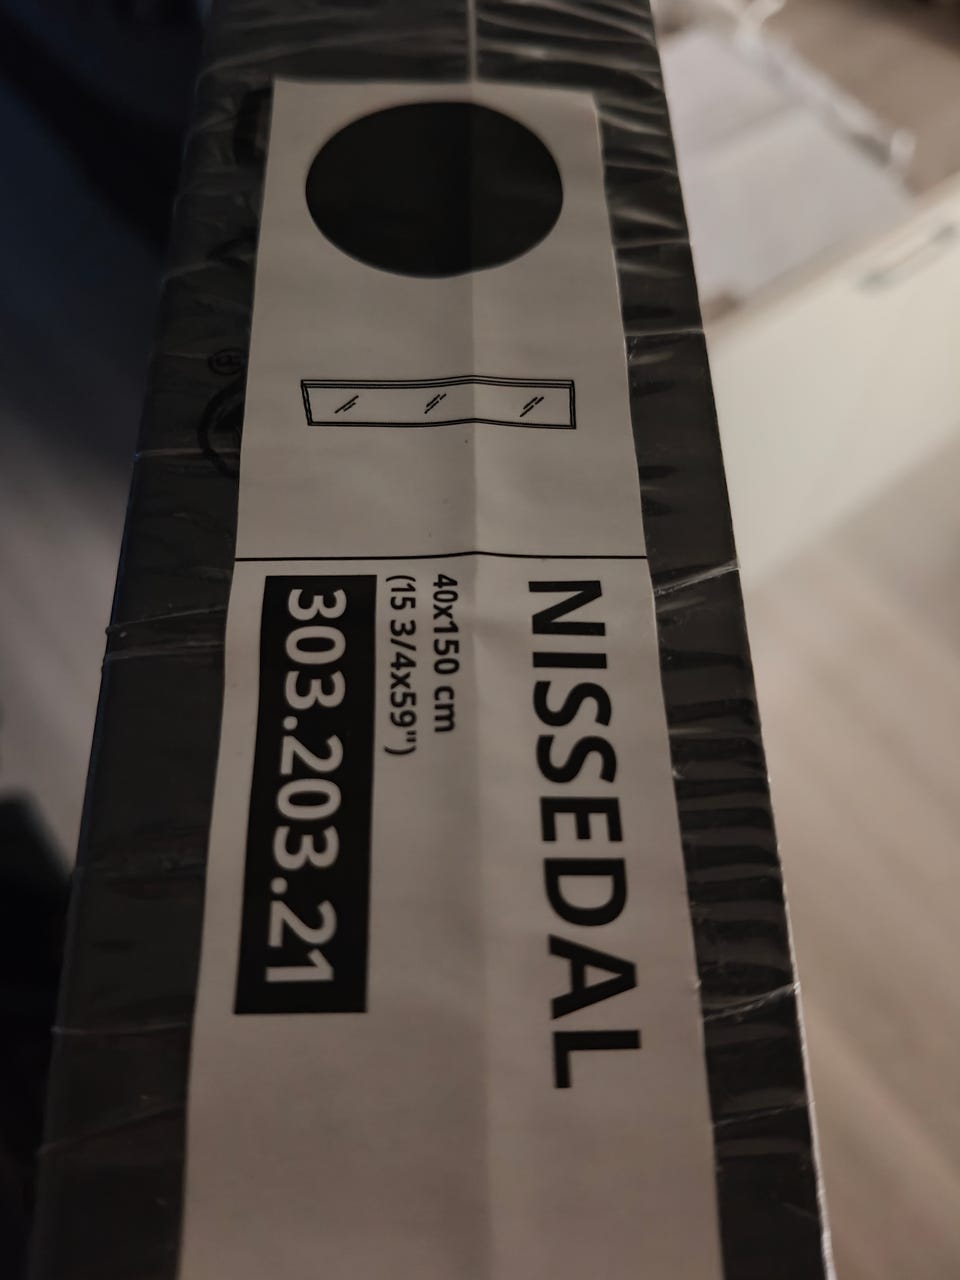 NISSEDAL
40x150 cm
(15 3/4x59")
303.203.21